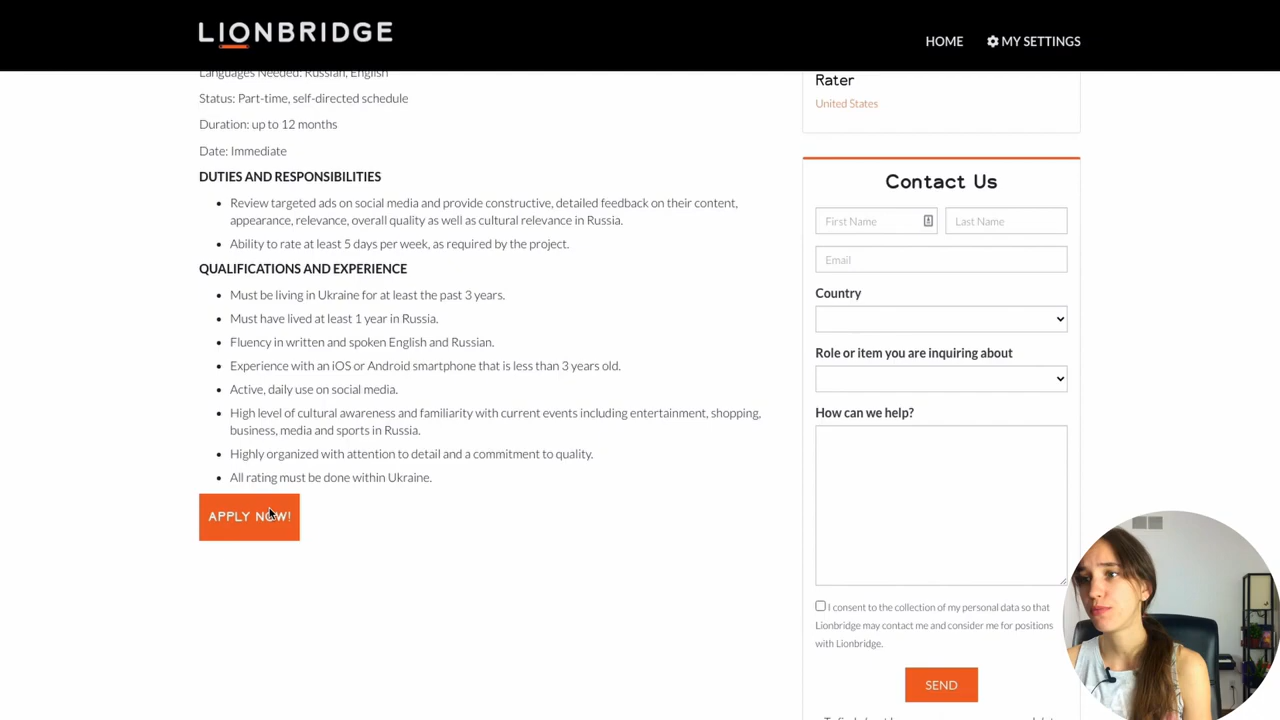 LIONBRIDGE
HOME
MY SETTINGS
Languages Needed: Russian, English
Status: Part-time, self-directed schedule
Duration: up to 12 months
Date: Immediate
DUTIES AND RESPONSIBILITIES
Review targeted ads on social media and provide constructive, detailed feedback on their content,
appearance, relevance, overall quality as well as cultural relevance in Russia.
Ability to rate at least 5 days per week, as required by the project.
QUALIFICATIONS AND EXPERIENCE
Must be living in Ukraine for at least the past 3 years.
Must have lived at least 1 year in Russia.
Fluency in written and spoken English and Russian.
Experience with an iOS or Android smartphone that is less than 3 years old.
Active, daily use on social media.
High level of cultural awareness and familiarity with current events including entertainment, shopping,
business, media and sports in Russia.
Highly organized with attention to detail and a commitment to quality.
All rating must be done within Ukraine.
APPLY NOW!
Rater
United States
Contact Us
First Name
Last Name
Email
Country
Role or item you are inquiring about
How can we help?
I consent to the collection of my personal data so that
Lionbridge may contact me and consider me for positions
with Lionbridge.
SEND